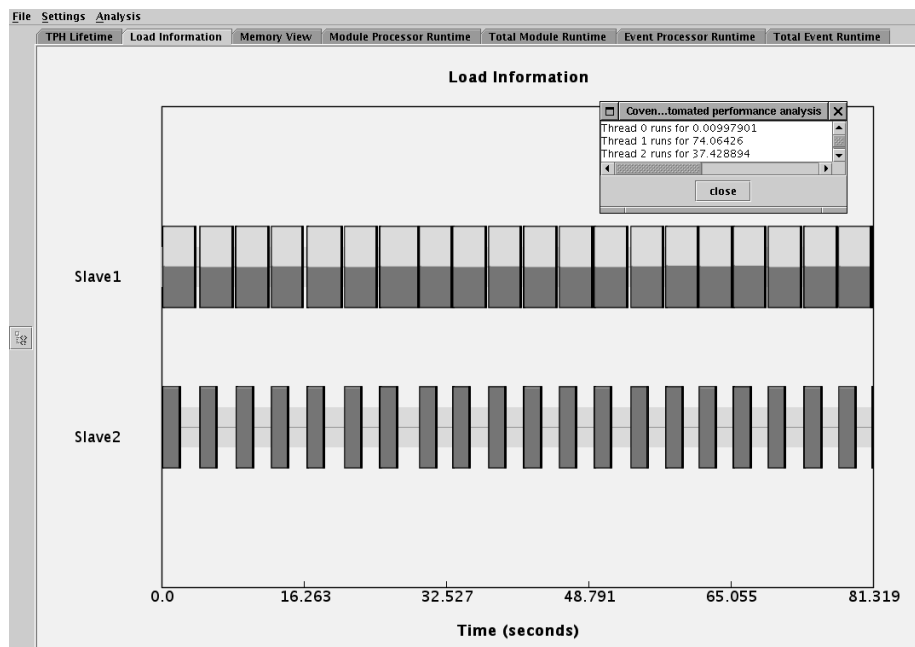 File Settings Analysis
TPH Lifetime Load Information Memory View Module Processor Runtime Total Module Runtime Event Processor Runtime Total Event Runtime
Load Information
Coven...tomated performance analysis
Thread 0 runs for 0.00997901
Thread 1 runs for 74.06426
Thread 2 runs for 37.428894
close
Slave1
Slave2
0.0 16.263 32.527 48.791 65.055 81.319
Time (seconds)